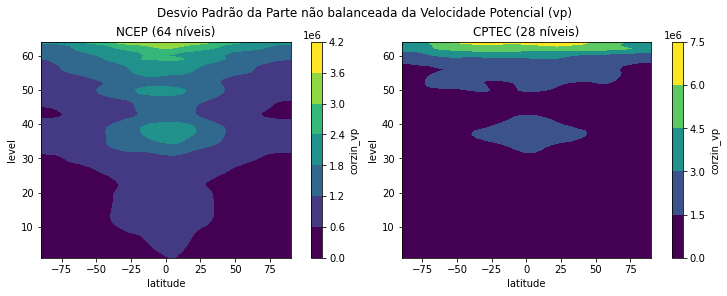 Desvio Padrão da Parte não balanceada da Velocidade Potencial (vp)
NCEP (64 níveis)
1e6
60
50
40
30
20
10
level
−75 −50 −25 0 25 50 75
latitude
4.2
3.6
3.0
2.4
1.8
1.2
0.6
0.0
corzin_vp
CPTEC (28 níveis)
1e6
60
50
40
30
20
10
level
−75 −50 −25 0 25 50 75
latitude
7.5
6.0
4.5
3.0
1.5
0.0
corzin_vp